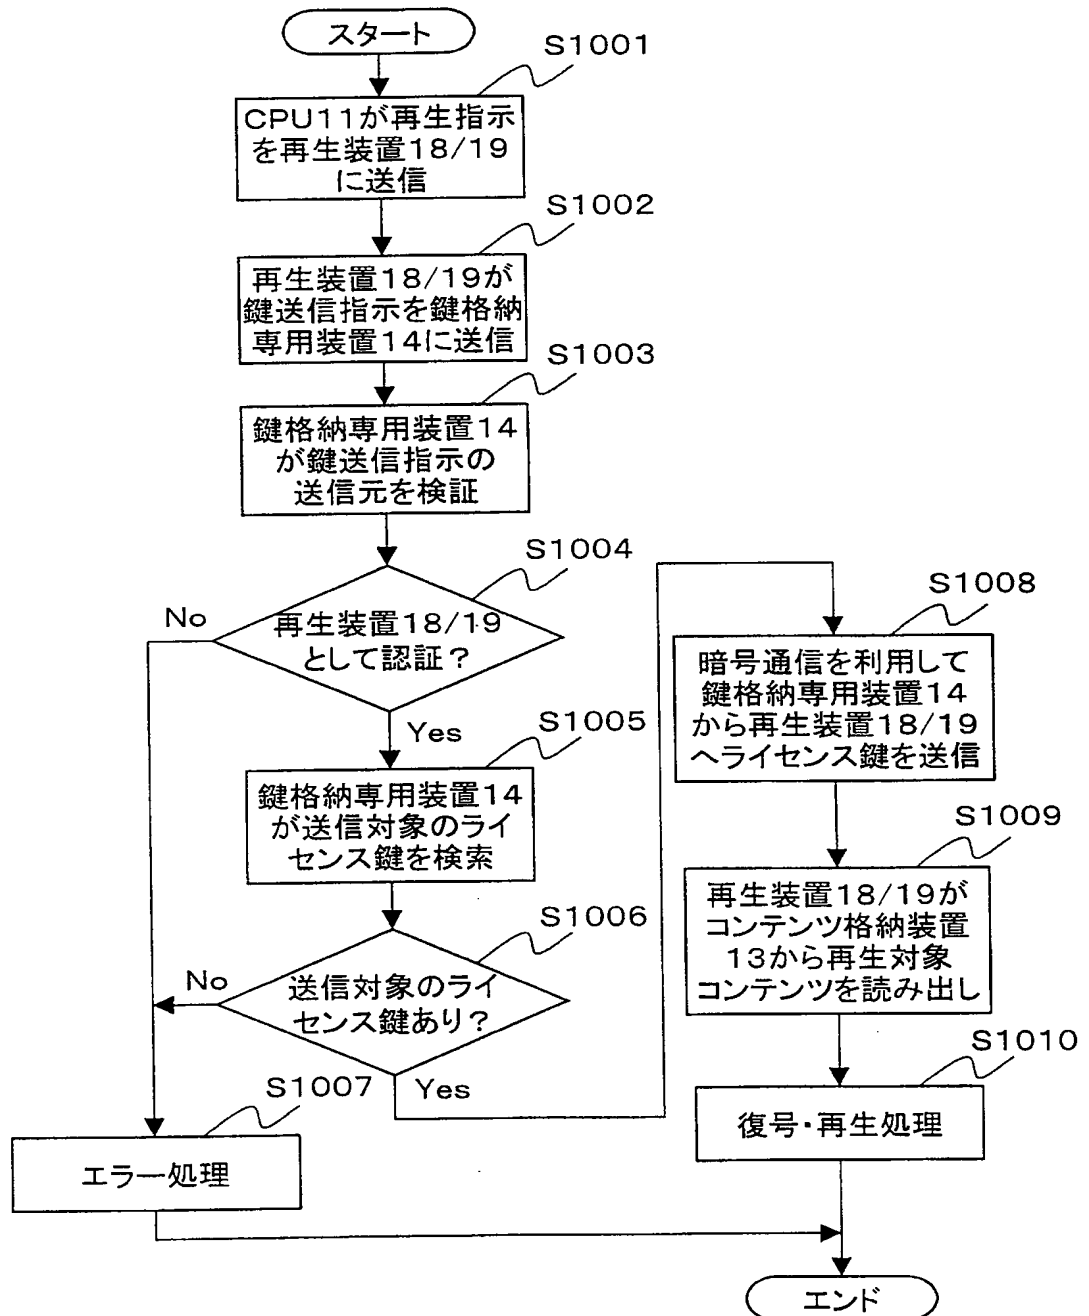 スタート
S1001
CPU11が再生指示
を再生装置18/19
に送信
S1002
再生装置18/19が
鍵送信指示を鍵格納
専用装置14に送信
S1003
鍵格納専用装置14
が鍵送信指示の
送信元を検証
S1004
No
再生装置18/19
として認証？
Yes
S1005
鍵格納専用装置14
が送信対象のライ
センス鍵を検索
S1006
No
送信対象のライ
センス鍵あり？
Yes
S1007
エラー処理
S1008
暗号通信を利用して
鍵格納専用装置14
から再生装置18/19
へライセンス鍵を送信
S1009
再生装置18/19が
コンテンツ格納装置
13から再生対象
コンテンツを読み出し
S1010
復号・再生処理
エンド